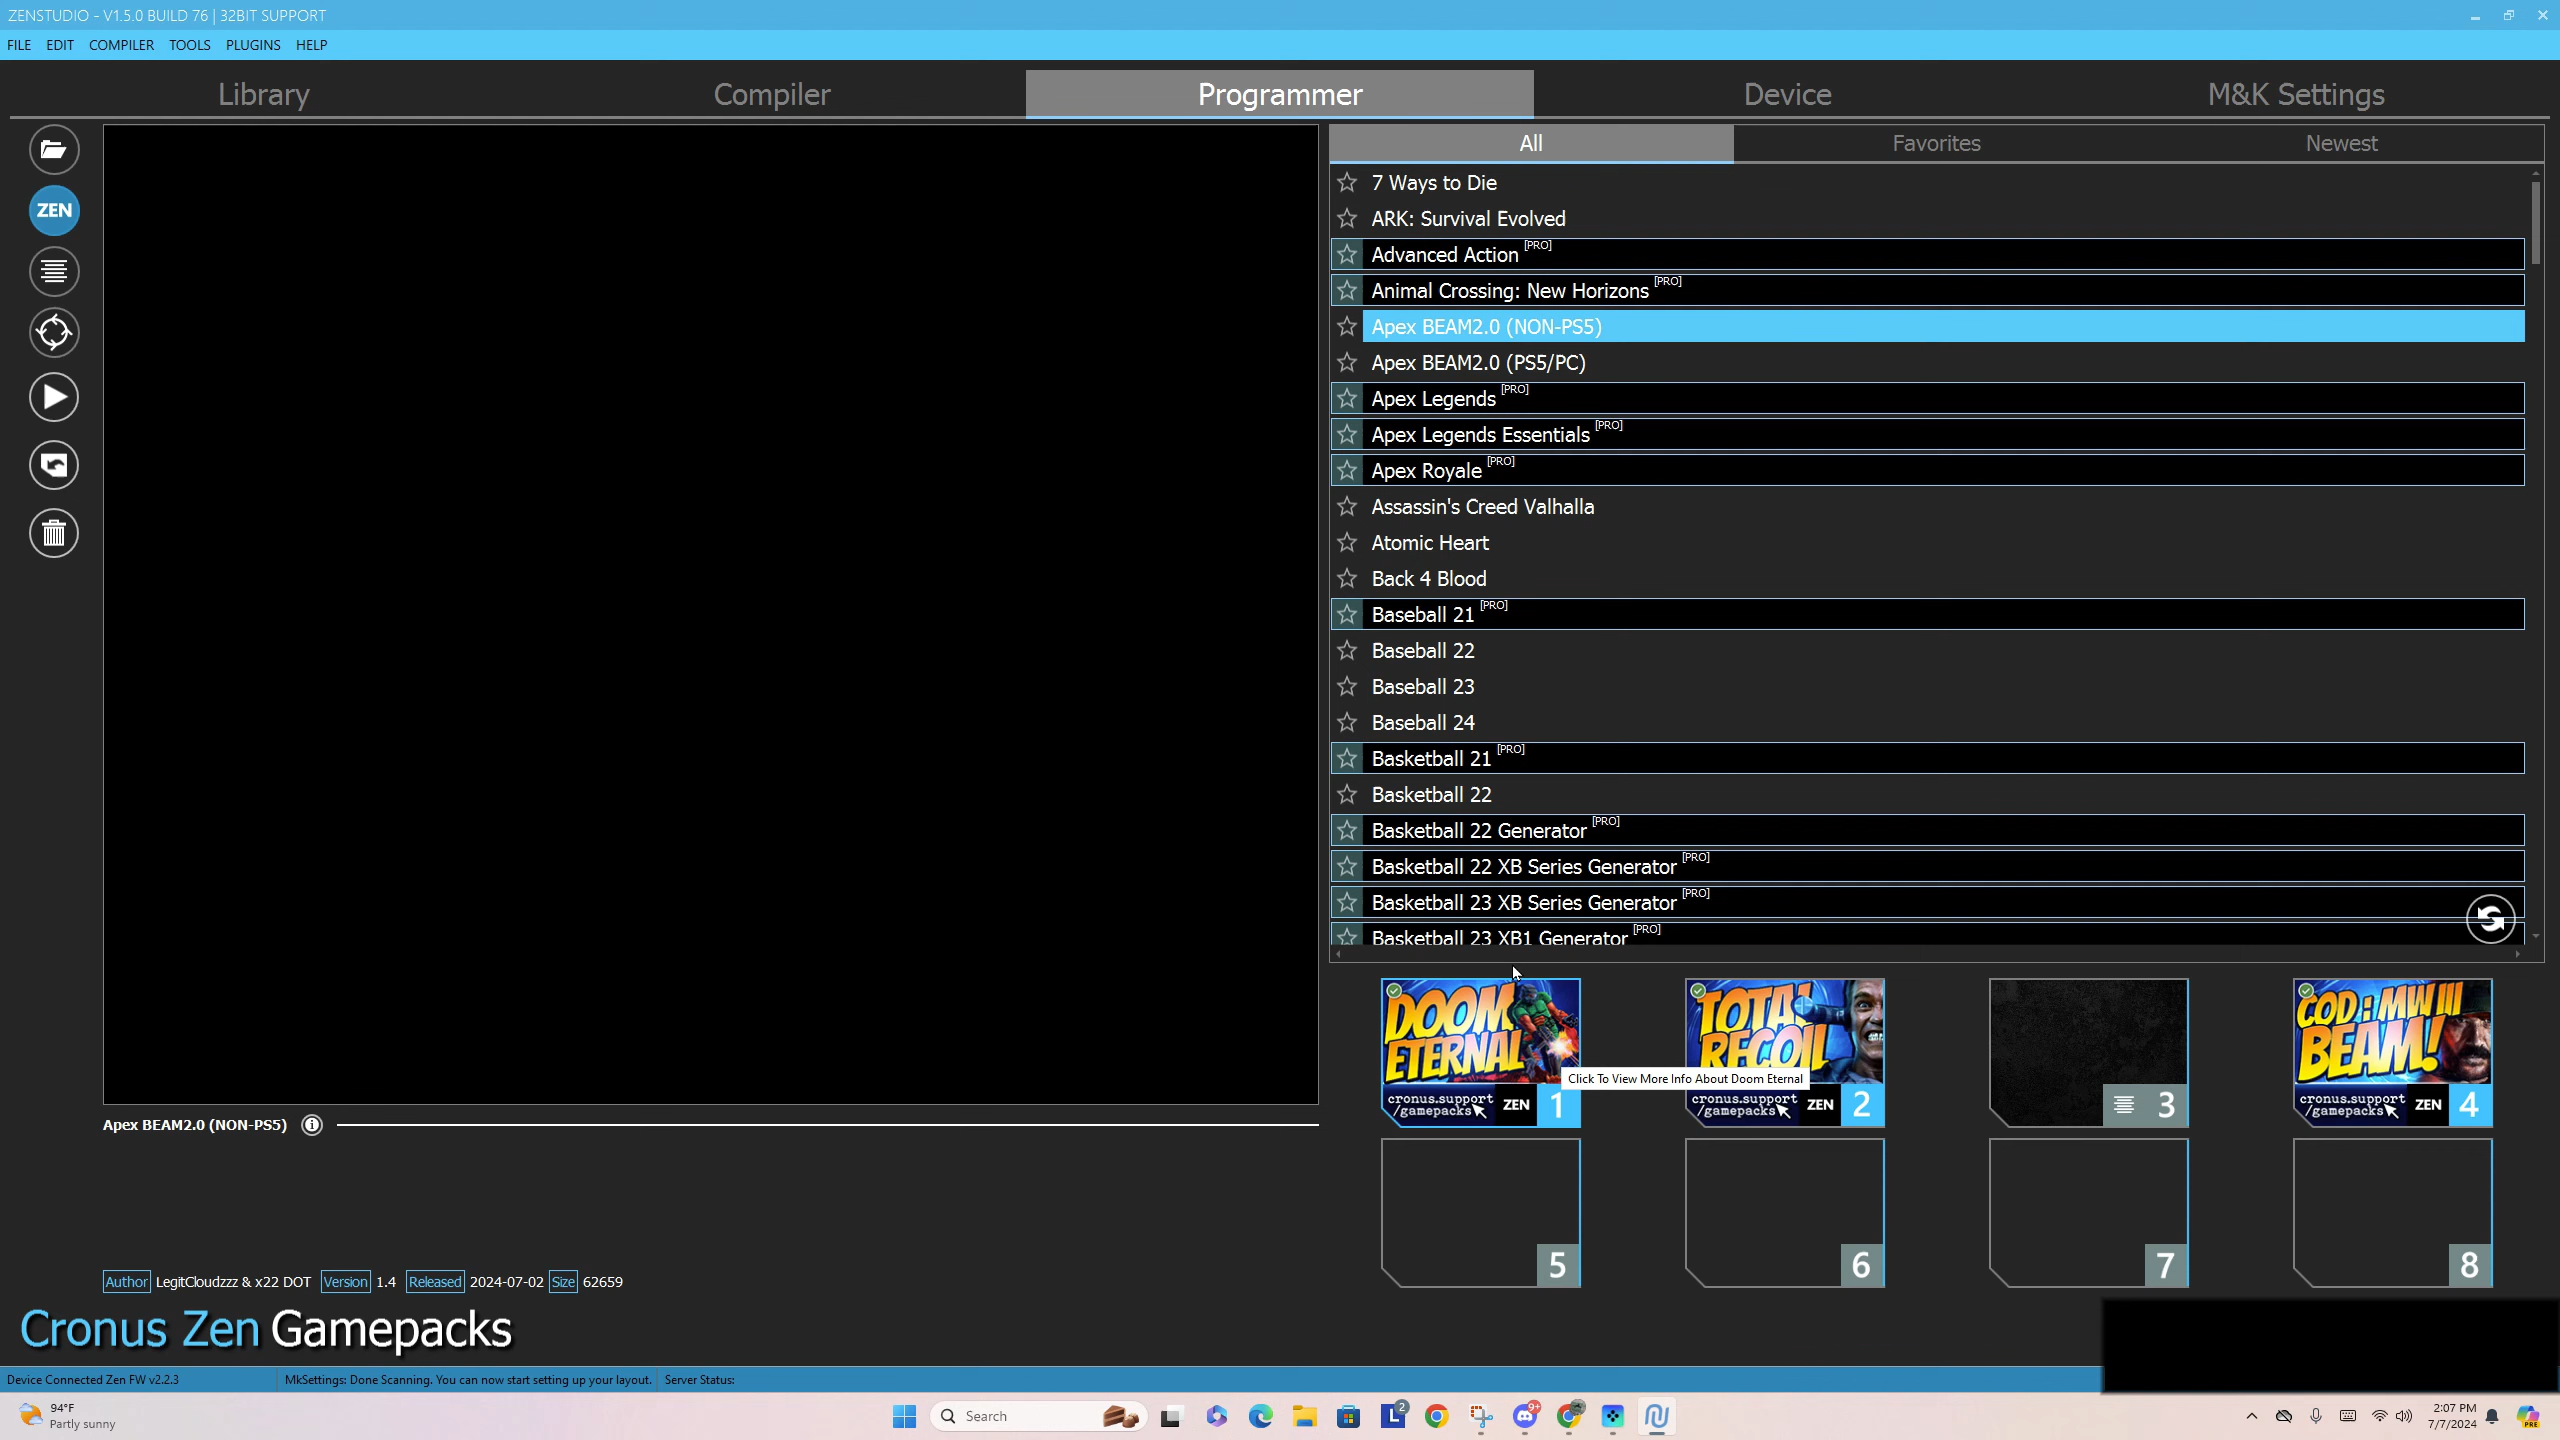 ZENSTUDIO - V1.5.0 BUILD 76 | 32BIT SUPPORT
FILE EDIT COMPILER TOOLS PLUGINS HELP
Library Compiler Programmer Device M&K Settings
All Favorites Newest
ZEN
7 Ways to Die
ARK: Survival Evolved
Advanced Action [PRO]
Animal Crossing: New Horizons [PRO]
Apex BEAM2.0 (NON-PS5)
Apex BEAM2.0 (PS5/PC)
Apex Legends [PRO]
Apex Legends Essentials [PRO]
Apex Royale [PRO]
Assassin's Creed Valhalla
Atomic Heart
Back 4 Blood
Baseball 21 [PRO]
Baseball 22
Baseball 23
Baseball 24
Basketball 21 [PRO]
Basketball 22
Basketball 22 Generator [PRO]
Basketball 22 XB Series Generator [PRO]
Basketball 23 XB Series Generator [PRO]
Basketball 23 XB1 Generator [PRO]
DOOM
ETERNAL
cronus.support
/gamepacks
ZEN 1
TOTAL
RECOIL
cronus.support
/gamepacks
ZEN 2
Click To View More Info About Doom Eternal
3
COD: MW III
BEAM!
cronus.support
/gamepacks
ZEN 4
5 6 7 8
Apex BEAM2.0 (NON-PS5)
Author LegitCloudzzz & x22 DOT Version 1.4 Released 2024-07-02 Size 62659
Cronus Zen Gamepacks
Device Connected Zen FW v2.2.3 MkSettings: Done Scanning. You can now start setting up your layout. Server Status:
94°F
Partly sunny
Search
L 2
9+
2:07 PM
7/7/2024
PRE